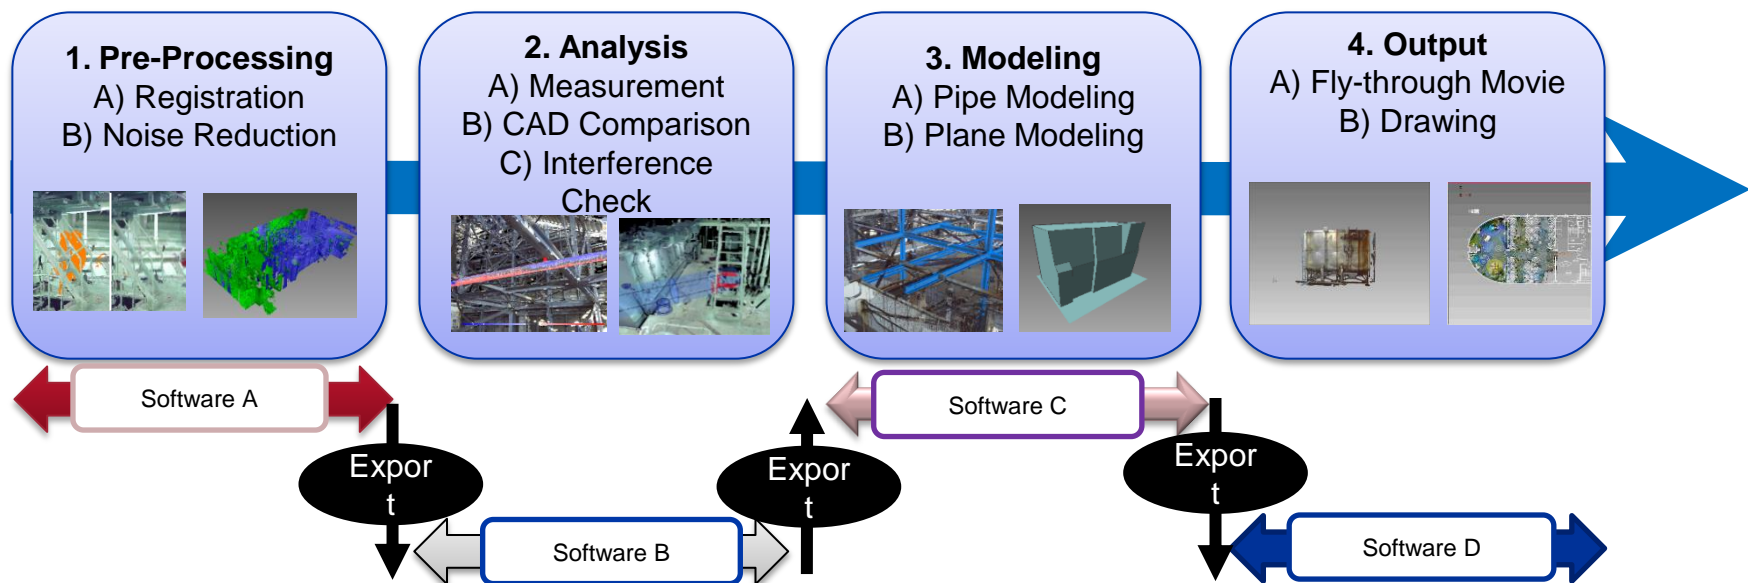 1. Pre-Processing
A) Registration
B) Noise Reduction
2. Analysis
A) Measurement
B) CAD Comparison
C) Interference
Check
3. Modeling
A) Pipe Modeling
B) Plane Modeling
4. Output
A) Fly-through Movie
B) Drawing
Software A
Software C
Expor
t
Expor
t
Expor
t
Software B
Software D